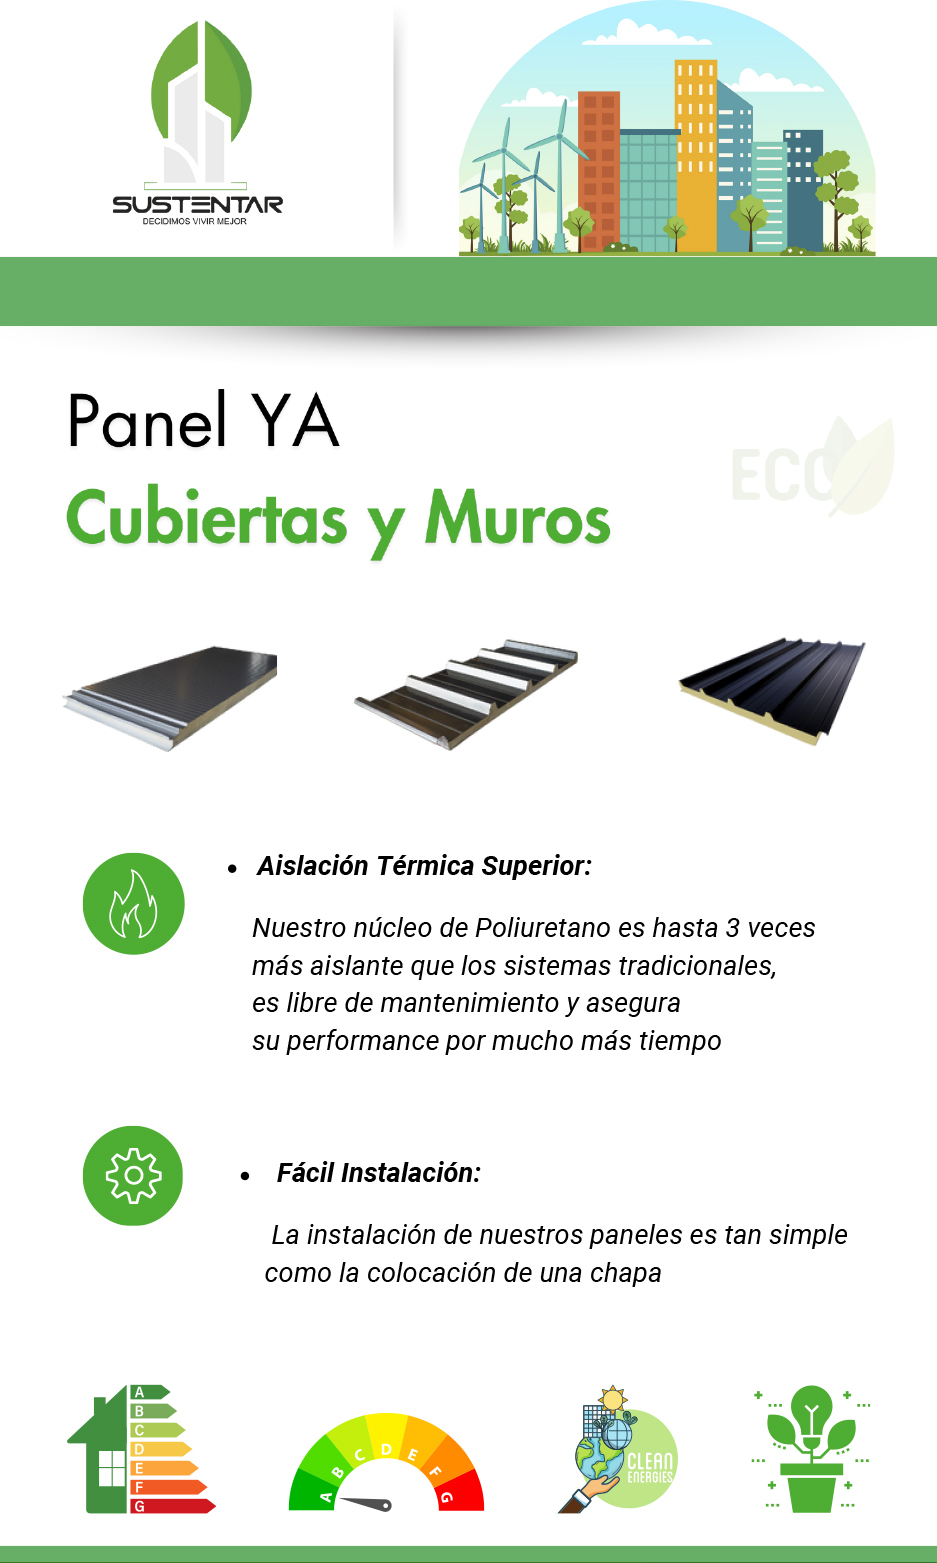 SUSTENTAR
DECIDIMOS VIVIR MEJOR
Panel YA
Cubiertas y Muros
ECO
Aislación Térmica Superior:
Nuestro núcleo de Poliuretano es hasta 3 veces
más aislante que los sistemas tradicionales,
es libre de mantenimiento y asegura
su performance por mucho más tiempo
Fácil Instalación:
La instalación de nuestros paneles es tan simple
como la colocación de una chapa
A
B
C
D
E
F
G
A
B
C
D
E
F
G
CLEAN
ENERGIES